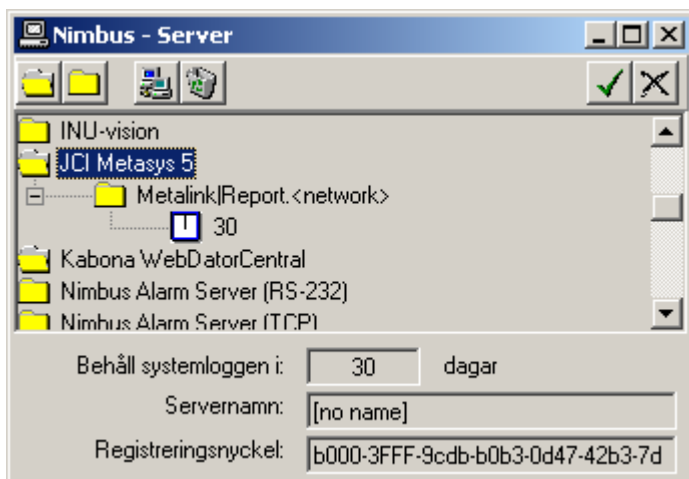 Nimbus - Server
INU-vision
JCI Metasys 5
Metalink|Report.<network>
30
Kabona WebDatorCentral
Nimbus Alarm Server (RS-232)
Nimbus Alarm Server (TCP)
Behåll systemloggen i: 30 dagar
Servernamn: [no name]
Registreringsnyckel: b000-3FFF-9cdb-b0b3-0d47-42b3-7d